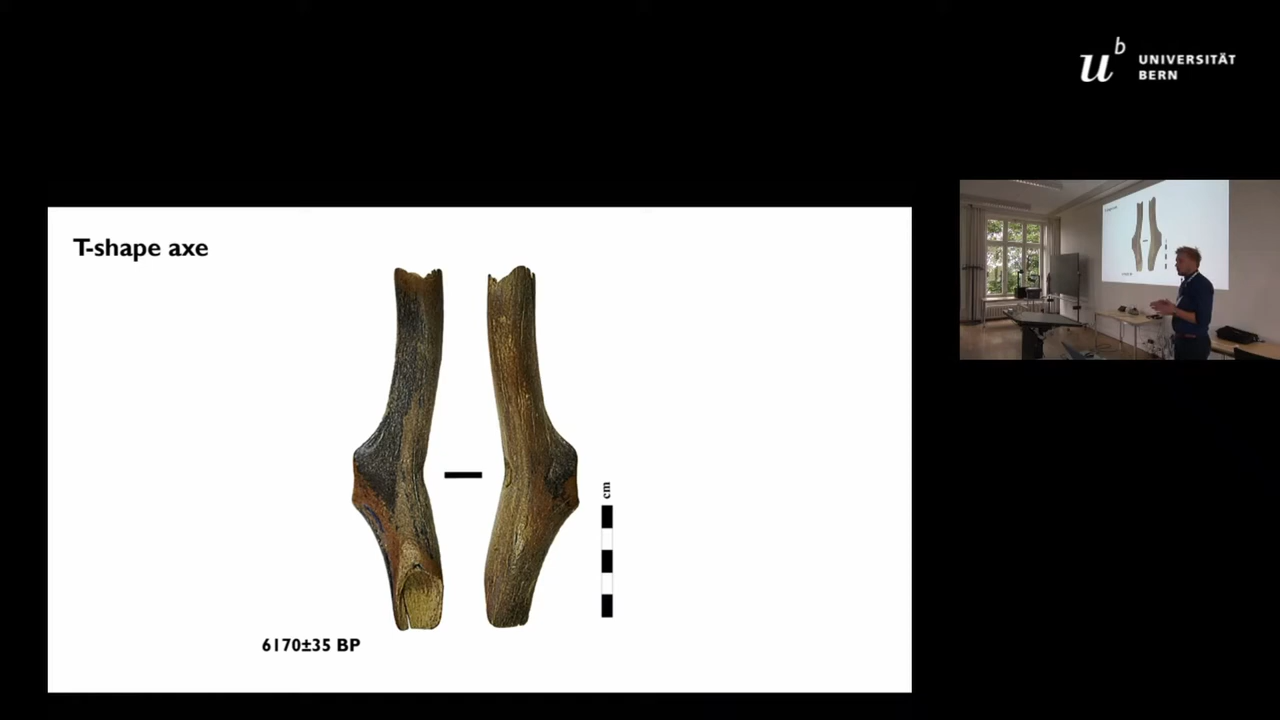 u^b
UNIVERSITÄT
BERN
T-shape axe
cm
6170±35 BP